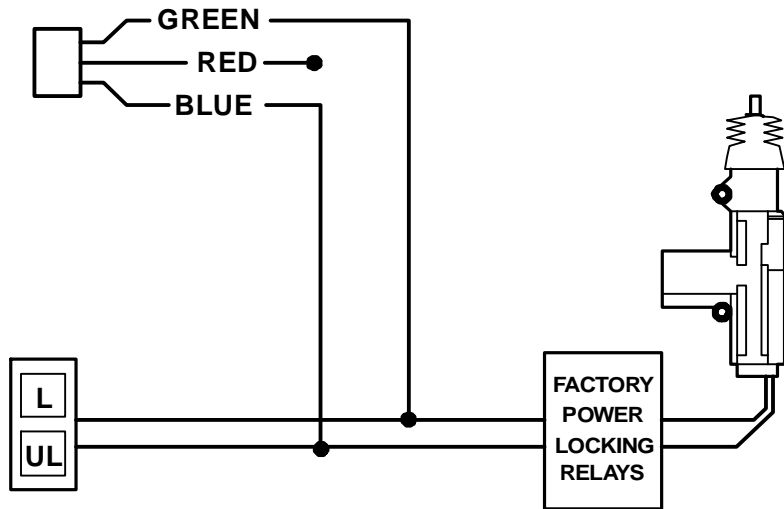 GREEN
RED
BLUE
L
UL
FACTORY
POWER
LOCKING
RELAYS